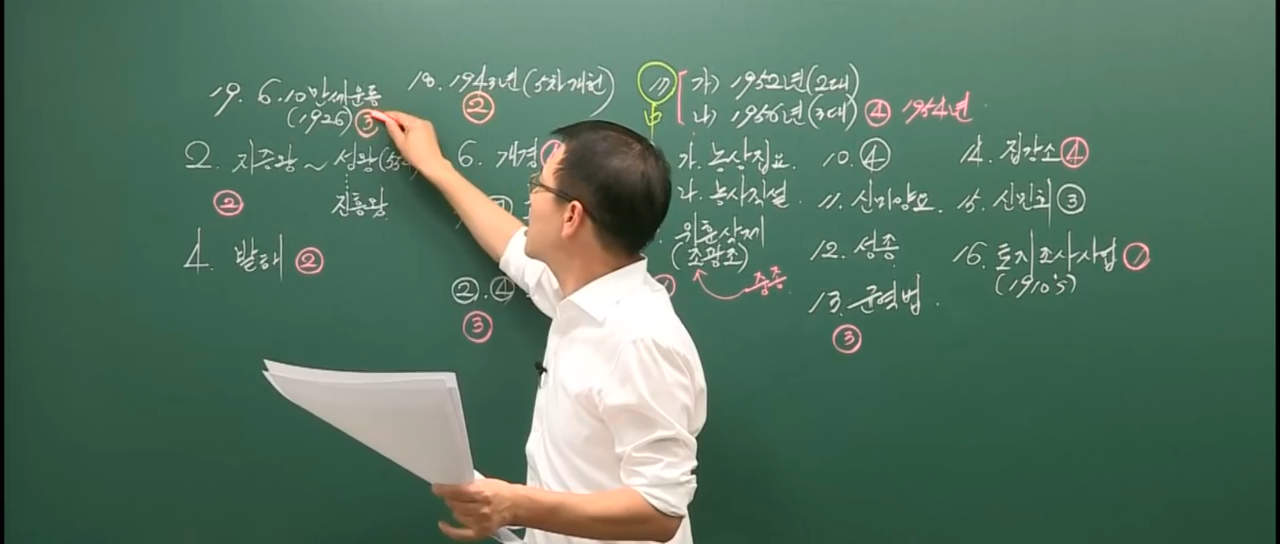 19. 6.10만세운동
(1926) ③
18. 1943년(5차개헌)
②
17 가) 1952년(2대)
나) 1956년(3대) ④ 1954년
2. 지증왕 ~ 성왕(554
②
진흥왕
4. 발해 ②
6. 개경
②. ④
③
가. 농상집요.
나. 농사직설
위훈삭제
(조광조)
중종
10. ④
11. 신미양요.
12. 성종
13. 균역법.
③
14. 집강소 ④
15. 신민회 ③
16. 토지조사사업 ①
(1910's)